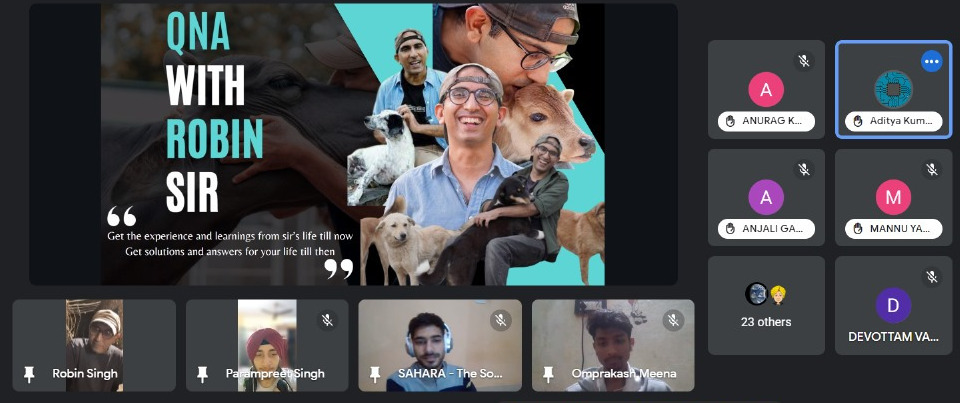 QNA
WITH
ROBIN
SIR
“
Get the experience and learnings from sir's life till now
Get solutions and answers for your life till then
”
A
ANURAG K...
Aditya Kum...
A
ANJALI GA...
M
MANNU YA...
23 others
D
DEVOTTAM VA...
Robin Singh
Parampreet Singh
SAHARA - The So...
Omprakash Meena